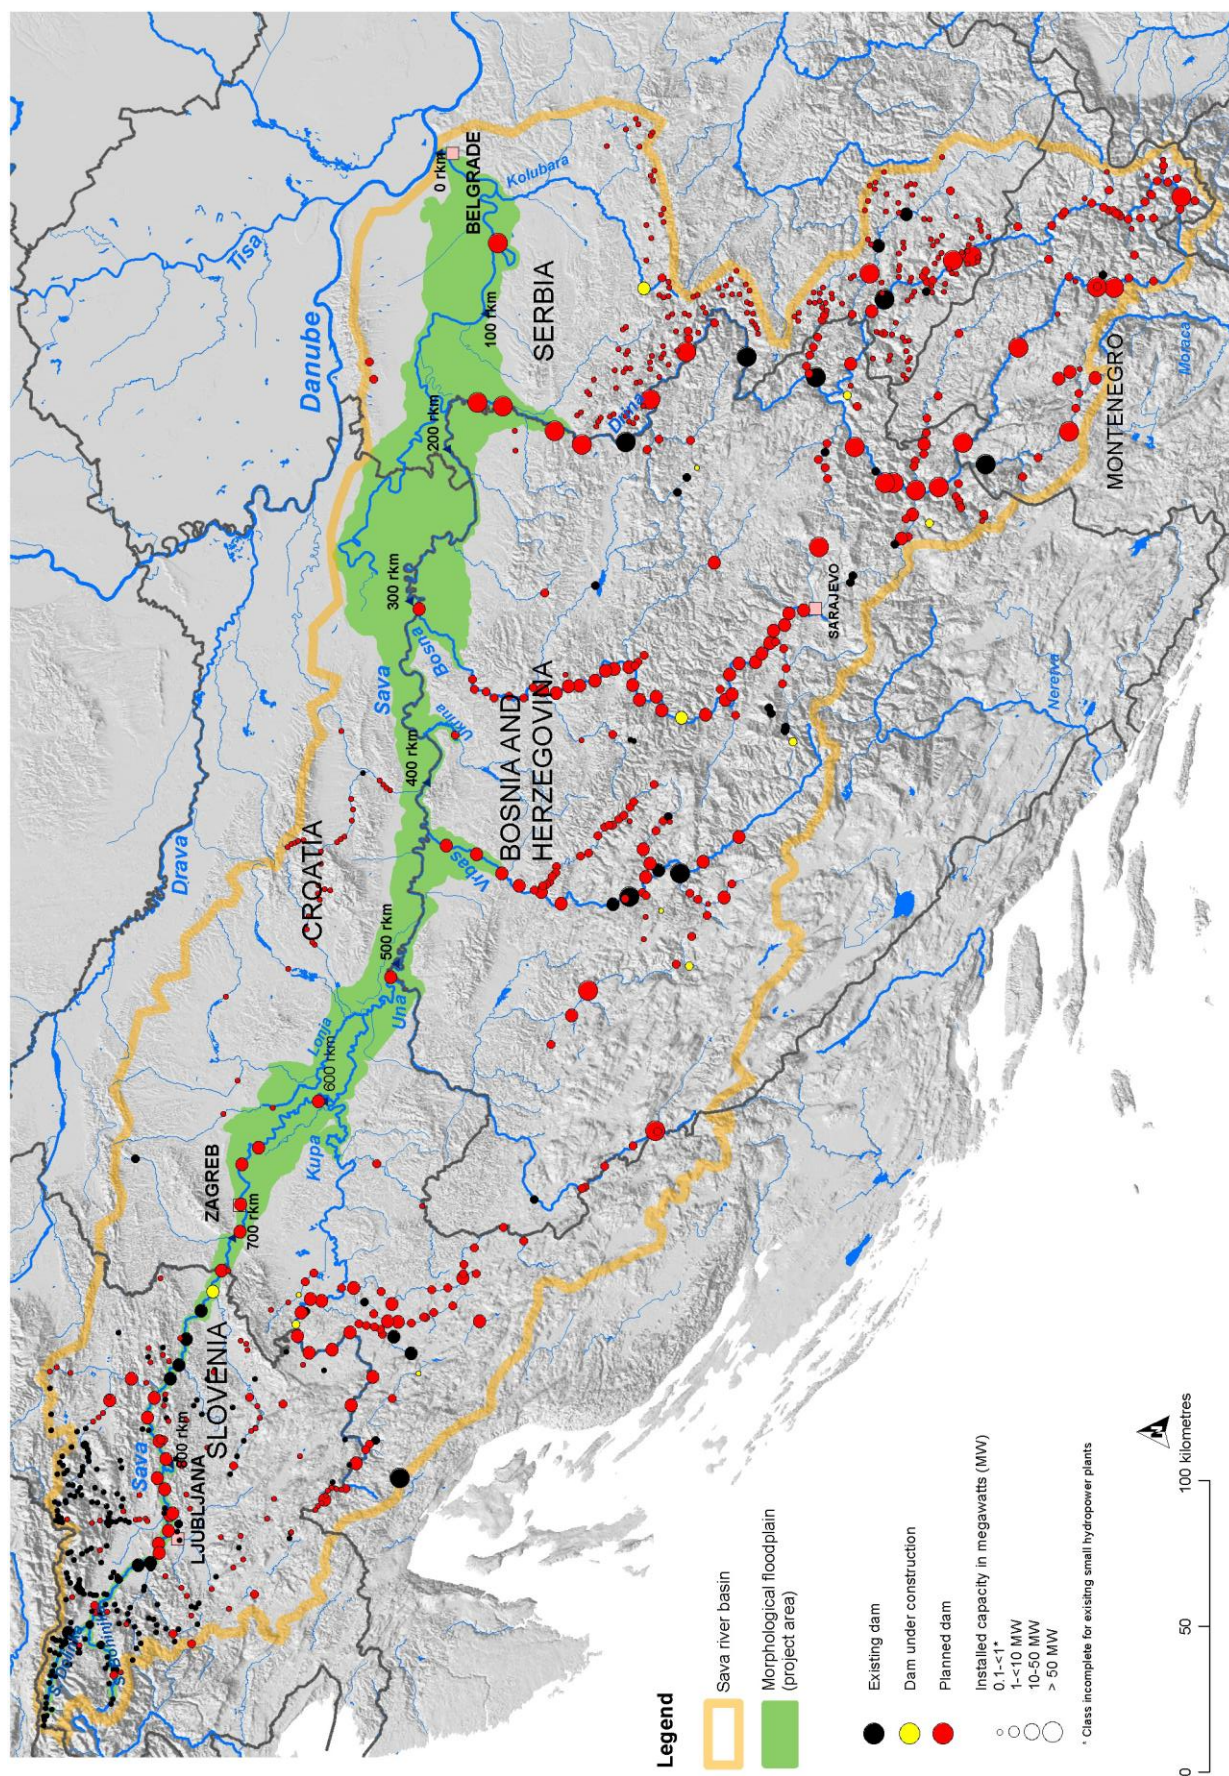 Danube
Tisa
Drava
0 rkm
BELGRADE
Kolubara
100 rkm
SERBIA
200 rkm
Drina
300 rkm
Sava
Bosna
CROATIA
400 rkm
Ukrina
BOSNIA AND
HERZEGOVINA
Vrbas
500 rkm
Una
Lonja
600 rkm
Kupa
ZAGREB
700 rkm
SLOVENIA
Sava
800 rkm
LJUBLJANA
SARAJEVO
Neretva
MONTENEGRO
Moraca
Legend
Sava river basin
Morphological floodplain
(project area)
Existing dam
Dam under construction
Planned dam
Installed capacity in megawatts (MW)
0.1-<1*
1-<10 MW
10-50 MW
> 50 MW
* Class incomplete for exisitng small hydropower plants
0 50 100 kilometres
N